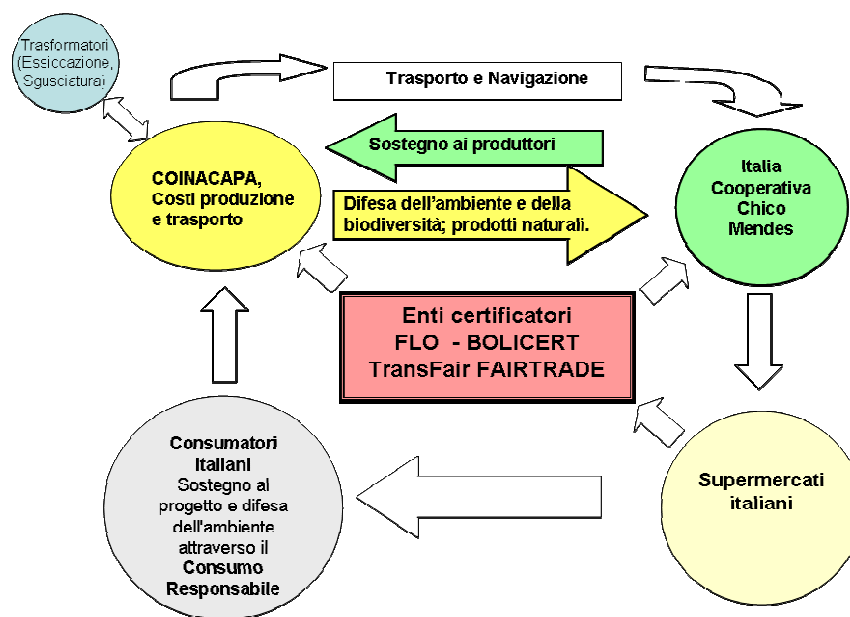 Trasformatori
(Essiccazione,
Sgusciatura)
Trasporto e Navigazione
Sostegno ai produttori
COINACAPA,
Costi produzione
e trasporto
Difesa dell'ambiente e della
biodiversità; prodotti naturali.
Italia
Cooperativa
Chico
Mendes
Enti certificatori
FLO - BOLICERT
TransFair FAIRTRADE
Consumatori
Italiani
Sostegno al
progetto e difesa
dell'ambiente
attraverso il
Consumo
Responsabile
Supermercati
italiani